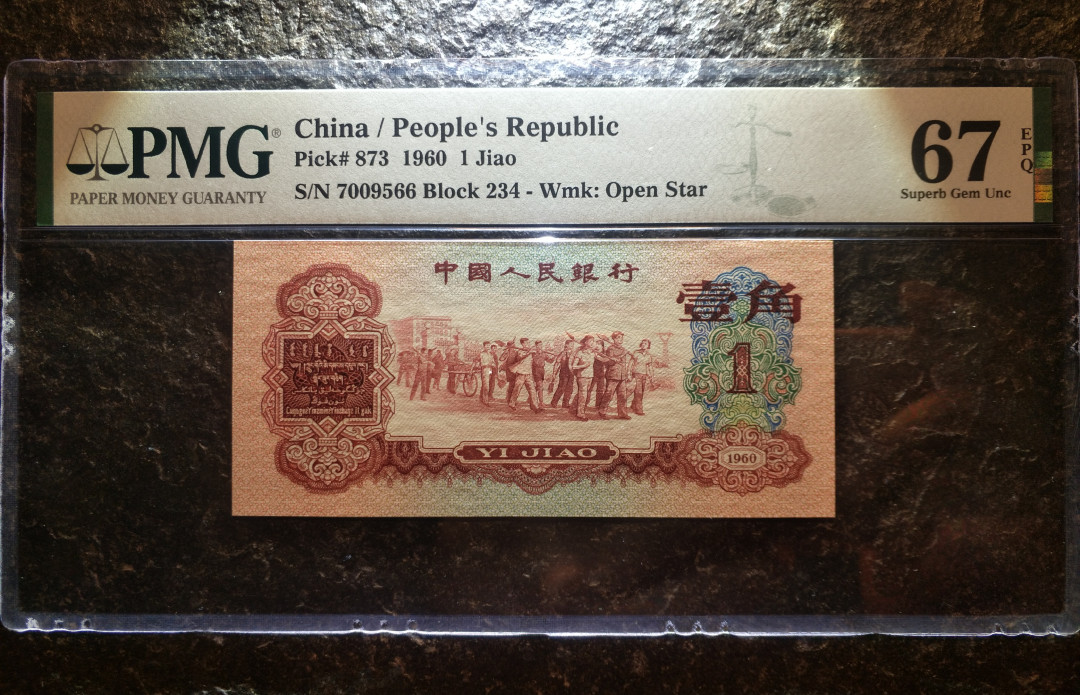 PMG®
PAPER MONEY GUARANTY
China / People's Republic
Pick# 873 1960 1 Jiao
S/N 7009566 Block 234 - Wmk: Open Star
67
EPQ
Superb Gem Unc
中國人民銀行
壹角
1
YI JIAO
1960